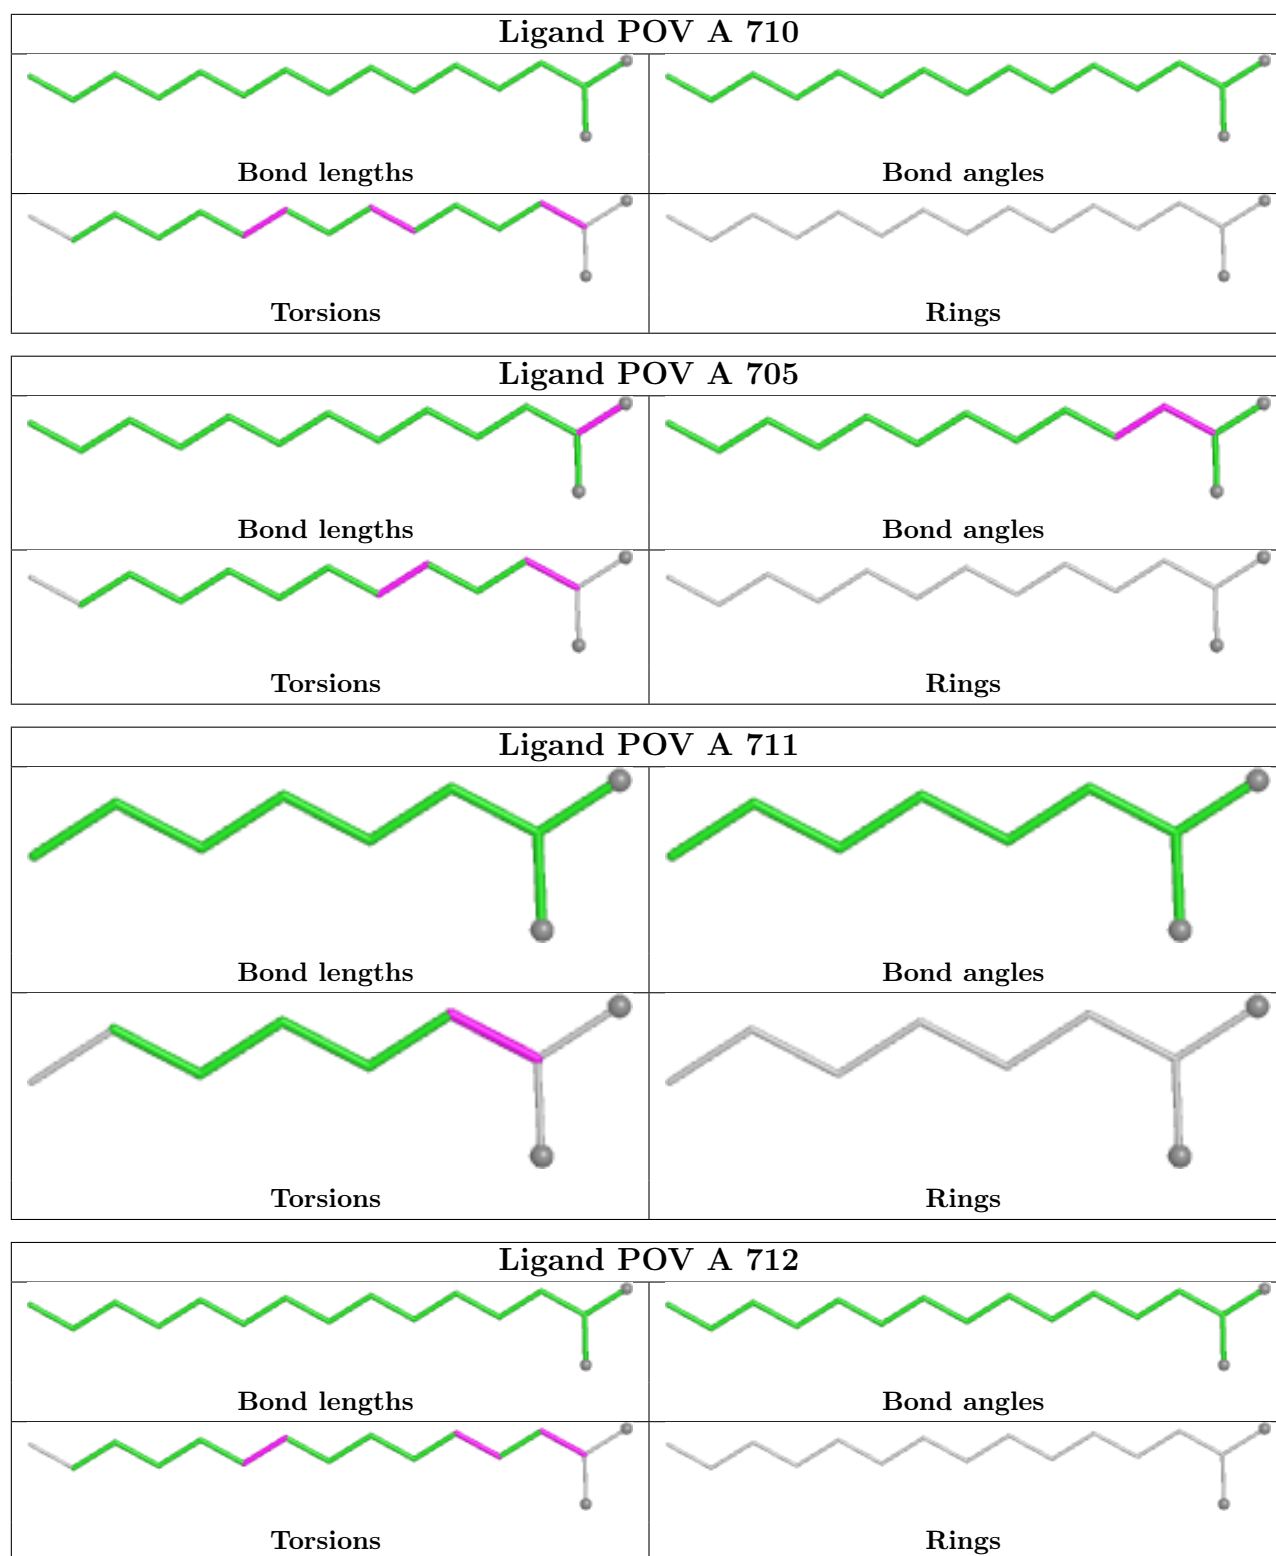 Ligand POV A 710
Bond lengths
Bond angles
Torsions
Rings
Ligand POV A 705
Bond lengths
Bond angles
Torsions
Rings
Ligand POV A 711
Bond lengths
Bond angles
Torsions
Rings
Ligand POV A 712
Bond lengths
Bond angles
Torsions
Rings